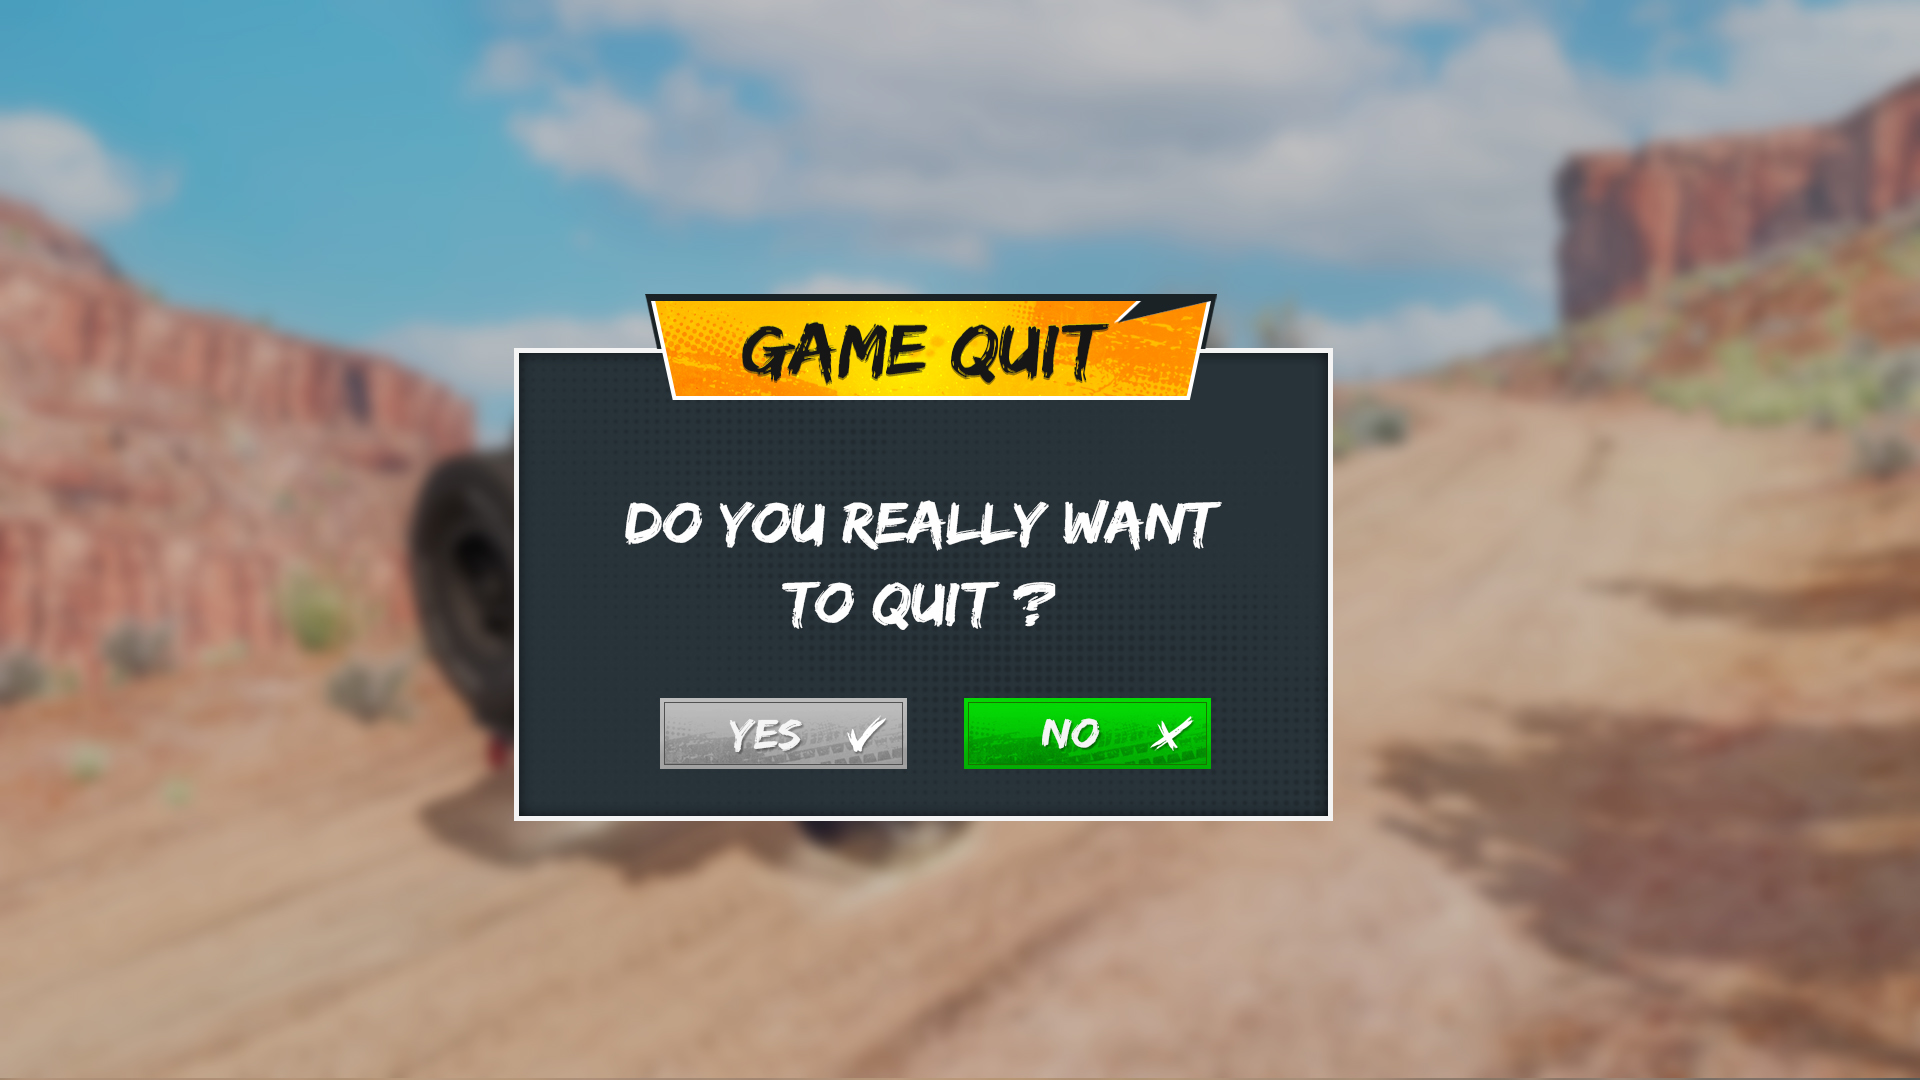 GAME QUIT
DO YOU REALLY WANT
TO QUIT ?
YES
NO